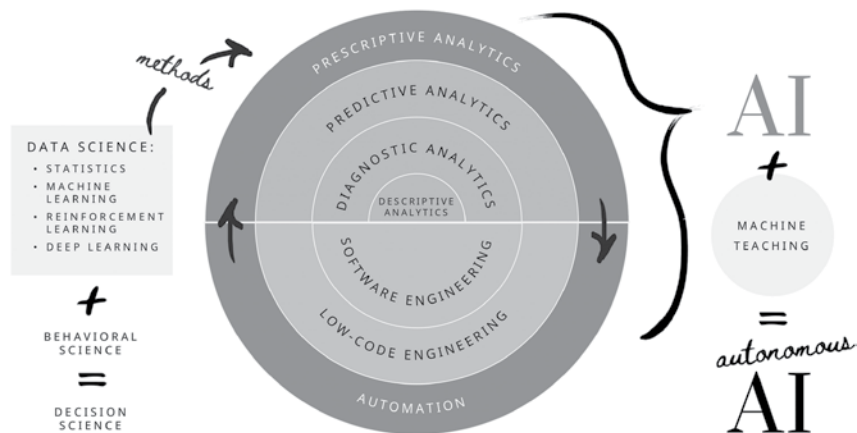 methods
DATA SCIENCE:
• STATISTICS
• MACHINE
LEARNING
• REINFORCEMENT
LEARNING
• DEEP LEARNING
+
BEHAVIORAL
SCIENCE
=
DECISION
SCIENCE
PRESCRIPTIVE ANALYTICS
PREDICTIVE ANALYTICS
DIAGNOSTIC ANALYTICS
DESCRIPTIVE
ANALYTICS
SOFTWARE ENGINEERING
LOW-CODE ENGINEERING
AUTOMATION
AI
+
MACHINE
TEACHING
=
autonomous
AI